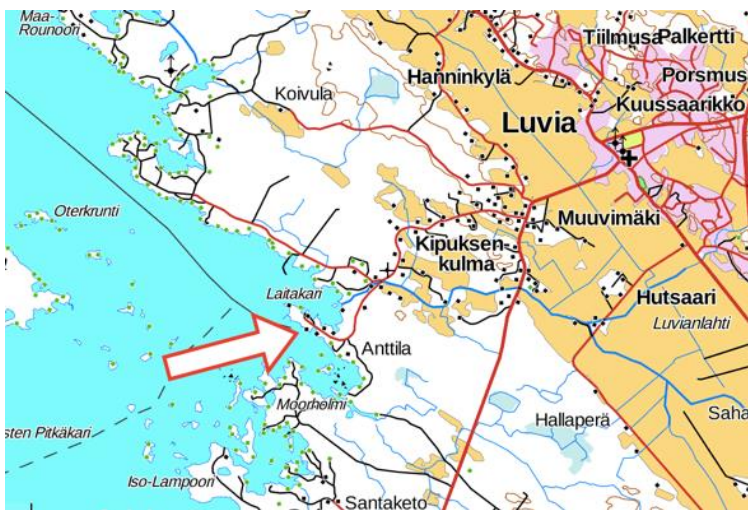 Maa-
Rounoori
Tiilmusa
Palkertti
Hanninkylä
Porsmus
Koivula
Kuussaarikko
Luvia
Oterkrunti
Muuvimäki
Kipuksen-
kulma
Laitakari
Hutsaari
Luvianlahti
Anttila
Moorholmi
Hallaperä
Saha
sten Pitkäkari
Iso-Lampoori
Santaketo